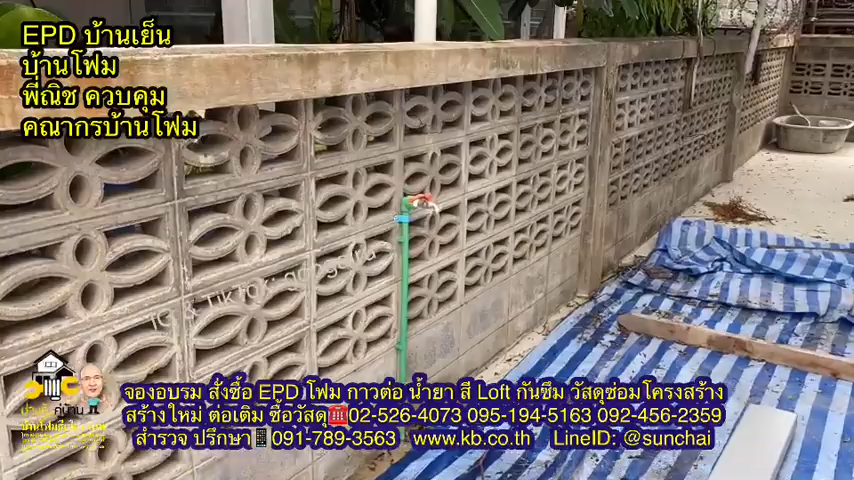 EPD บ้านเย็น
บ้านโฟม
พีณิช ควบคุม
คณากรบ้านโฟม
IG & TikTok:
จองอบรม สั่งซื้อ EPD โฟม กาวต่อ น้ำยา สี Loft กันซึม วัสดุซ่อมโครงสร้าง
สร้างใหม่ ต่อเติม ซื้อวัสดุ☎️02-526-4073 095-194-5163 092-456-2359
สำรวจ ปรึกษา📱091-789-3563 www.kb.co.th LineID: @sunchai